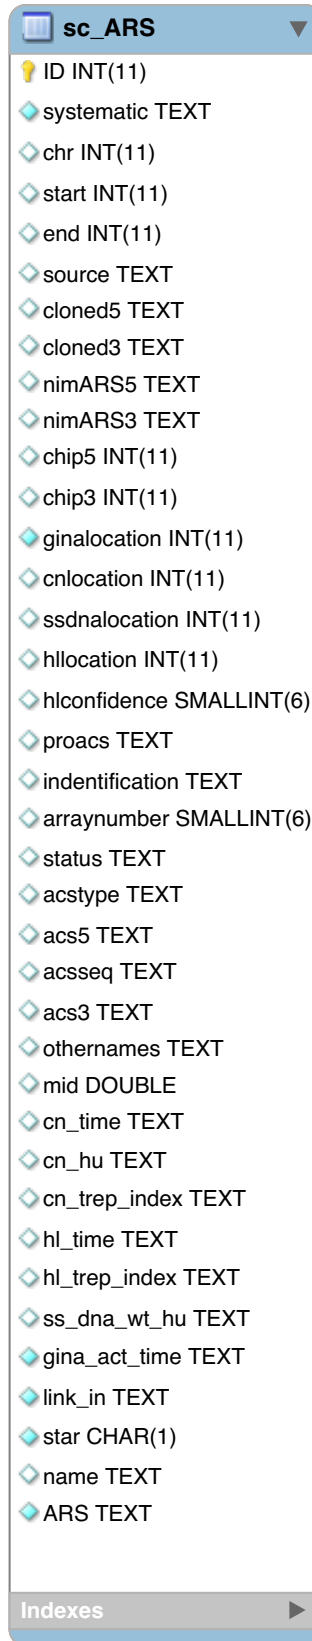 sc_ARS
ID INT(11)
systematic TEXT
chr INT(11)
start INT(11)
end INT(11)
source TEXT
cloned5 TEXT
cloned3 TEXT
nimARS5 TEXT
nimARS3 TEXT
chip5 INT(11)
chip3 INT(11)
ginalocation INT(11)
cnlocation INT(11)
ssdnalocation INT(11)
hllocation INT(11)
hlconfidence SMALLINT(6)
proacs TEXT
indentification TEXT
arraynumber SMALLINT(6)
status TEXT
acstype TEXT
acs5 TEXT
acsseq TEXT
acs3 TEXT
othernames TEXT
mid DOUBLE
cn_time TEXT
cn_hu TEXT
cn_trep_index TEXT
hl_time TEXT
hl_trep_index TEXT
ss_dna_wt_hu TEXT
gina_act_time TEXT
link_in TEXT
star CHAR(1)
name TEXT
ARS TEXT
Indexes